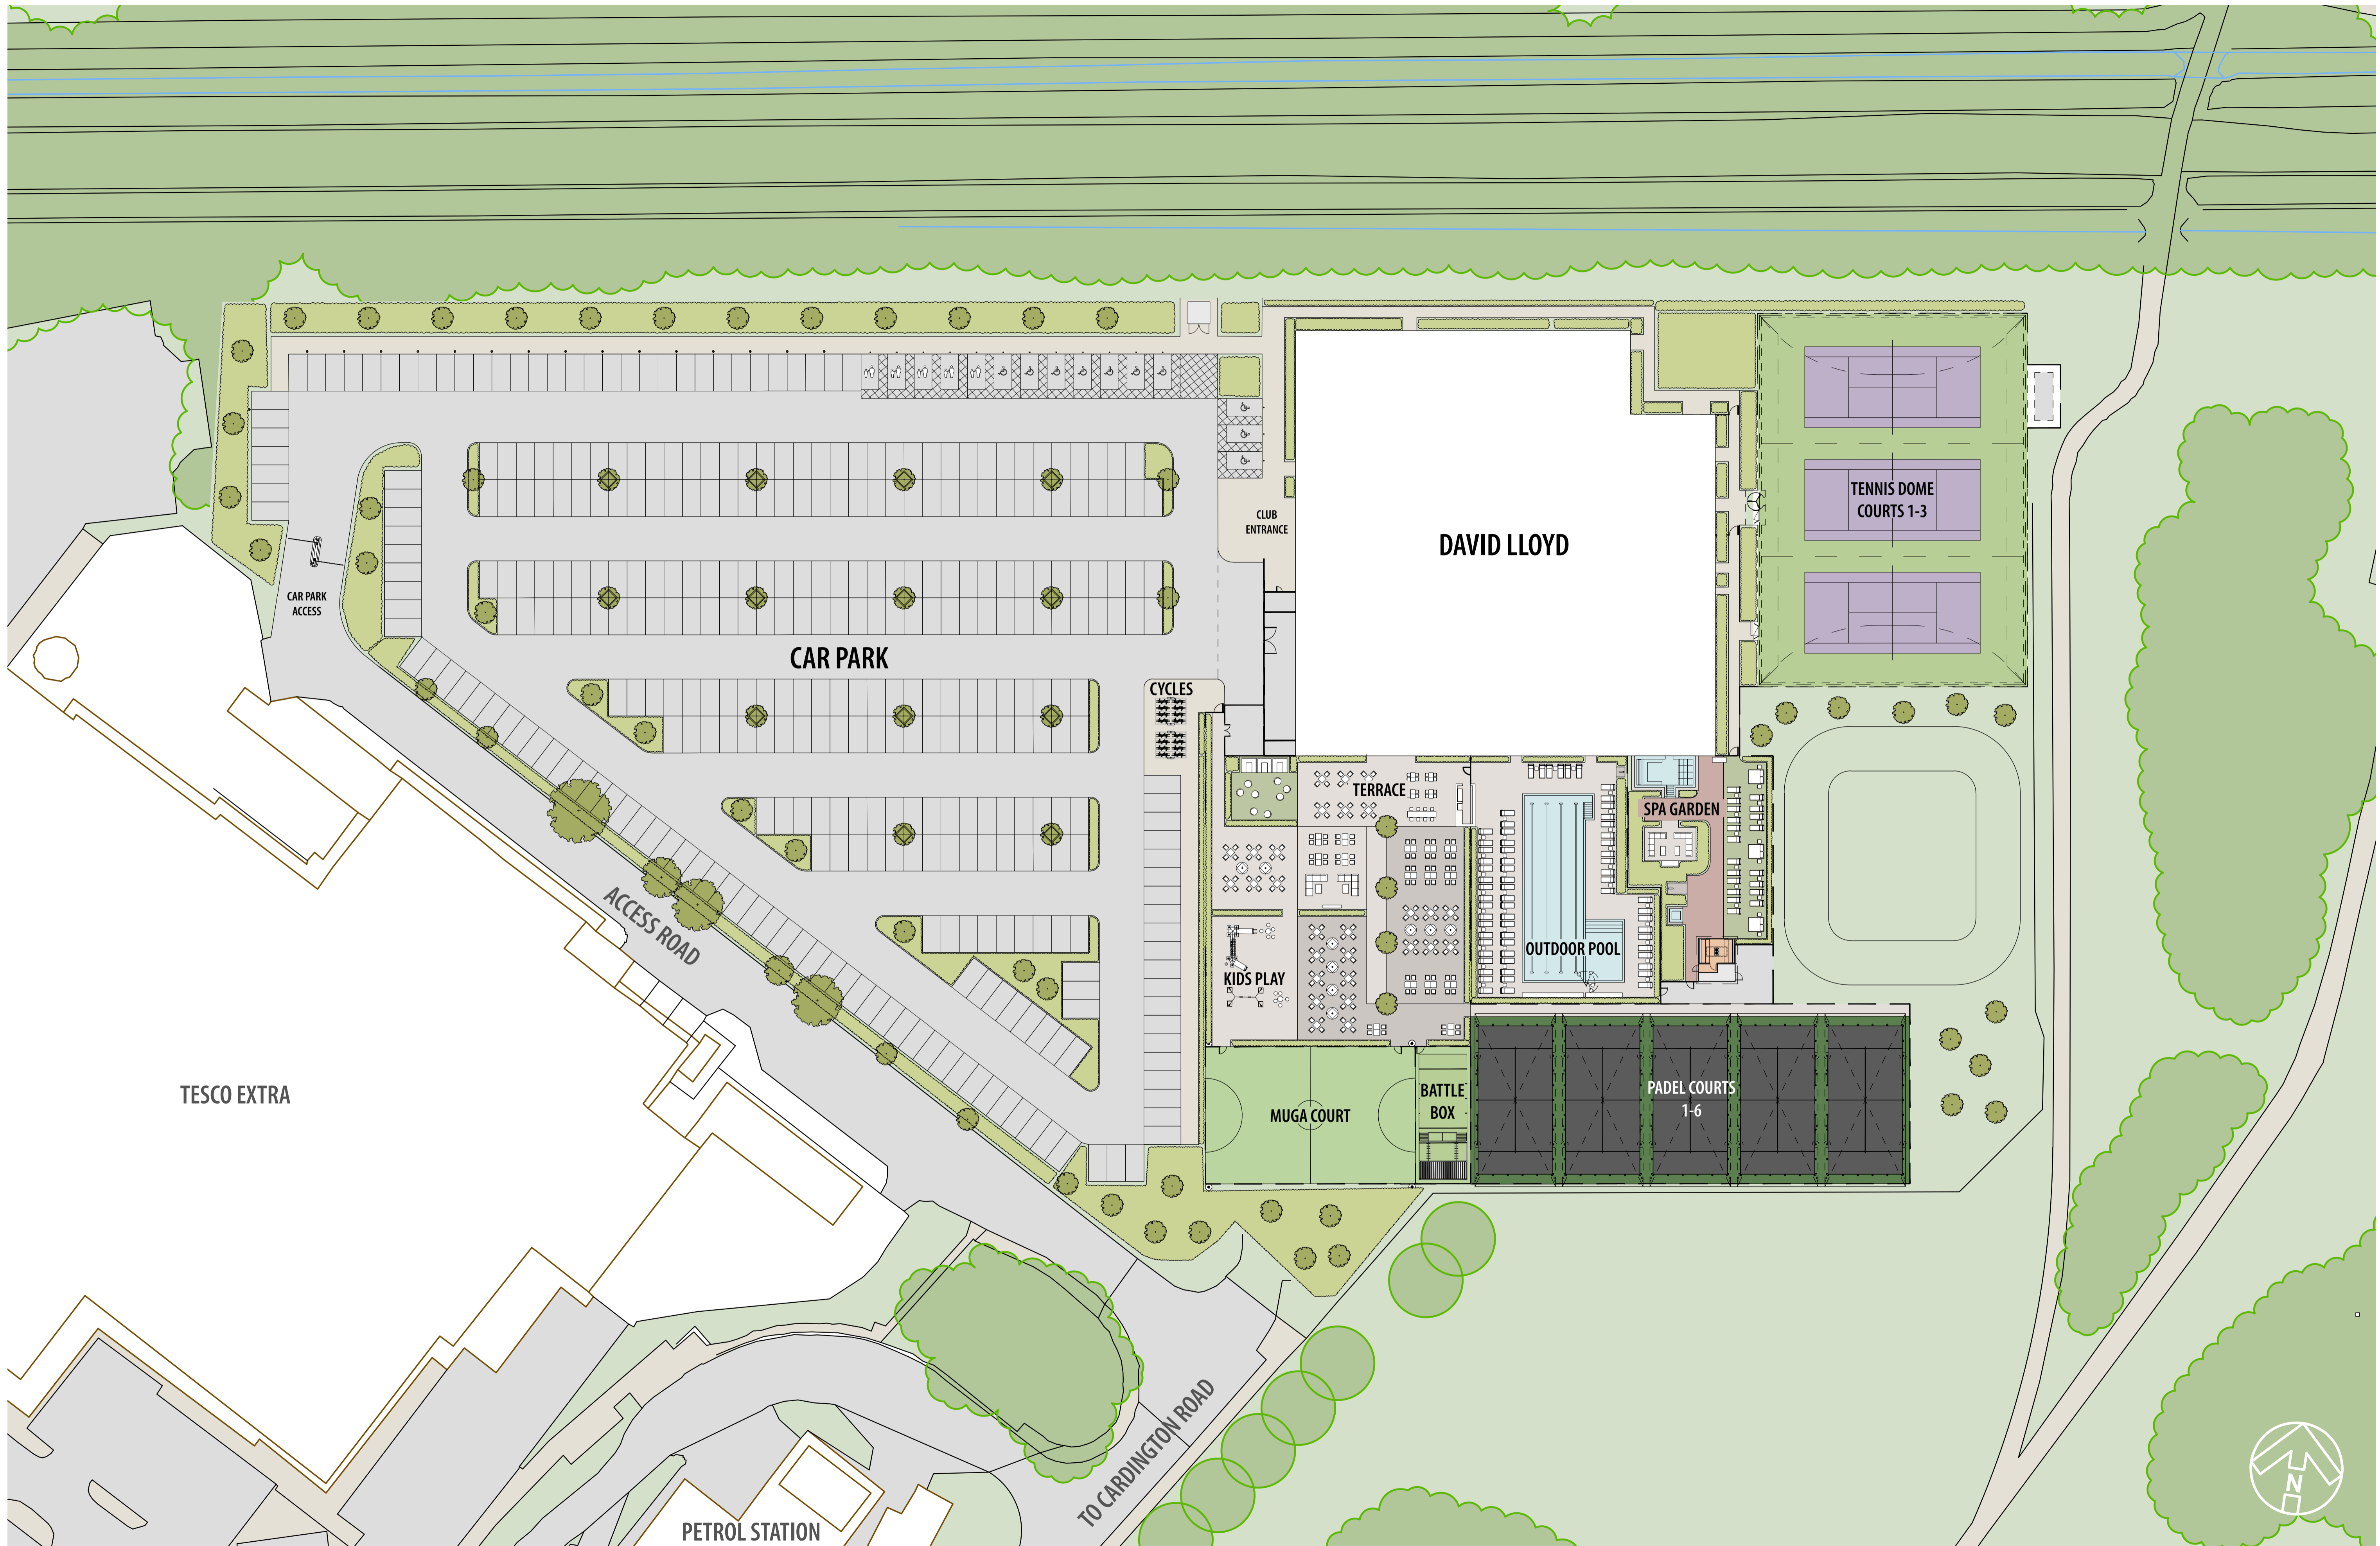 TENNIS DOME
COURTS 1-3
CLUB
ENTRANCE
DAVID LLOYD
CAR PARK
ACCESS
CAR PARK
CYCLES
TERRACE
SPA GARDEN
ACCESS ROAD
OUTDOOR POOL
KIDS PLAY
TESCO EXTRA
MUGA COURT
BATTLE
BOX
PADEL COURTS
1-6
TO CARDINGTON ROAD
PETROL STATION
N